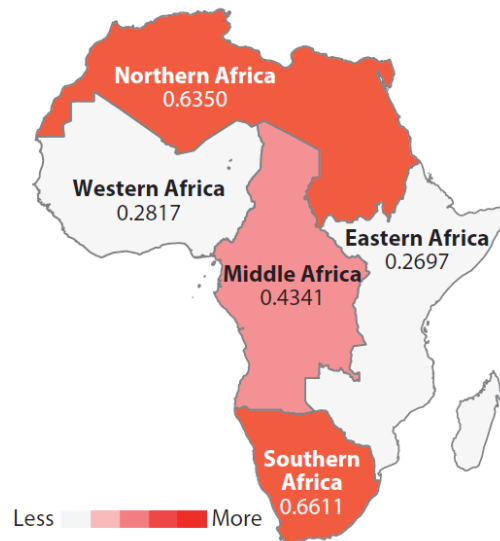 Northern Africa
0.6350
Western Africa
0.2817
Eastern Africa
0.2697
Middle Africa
0.4341
Southern
Africa
0.6611
Less More